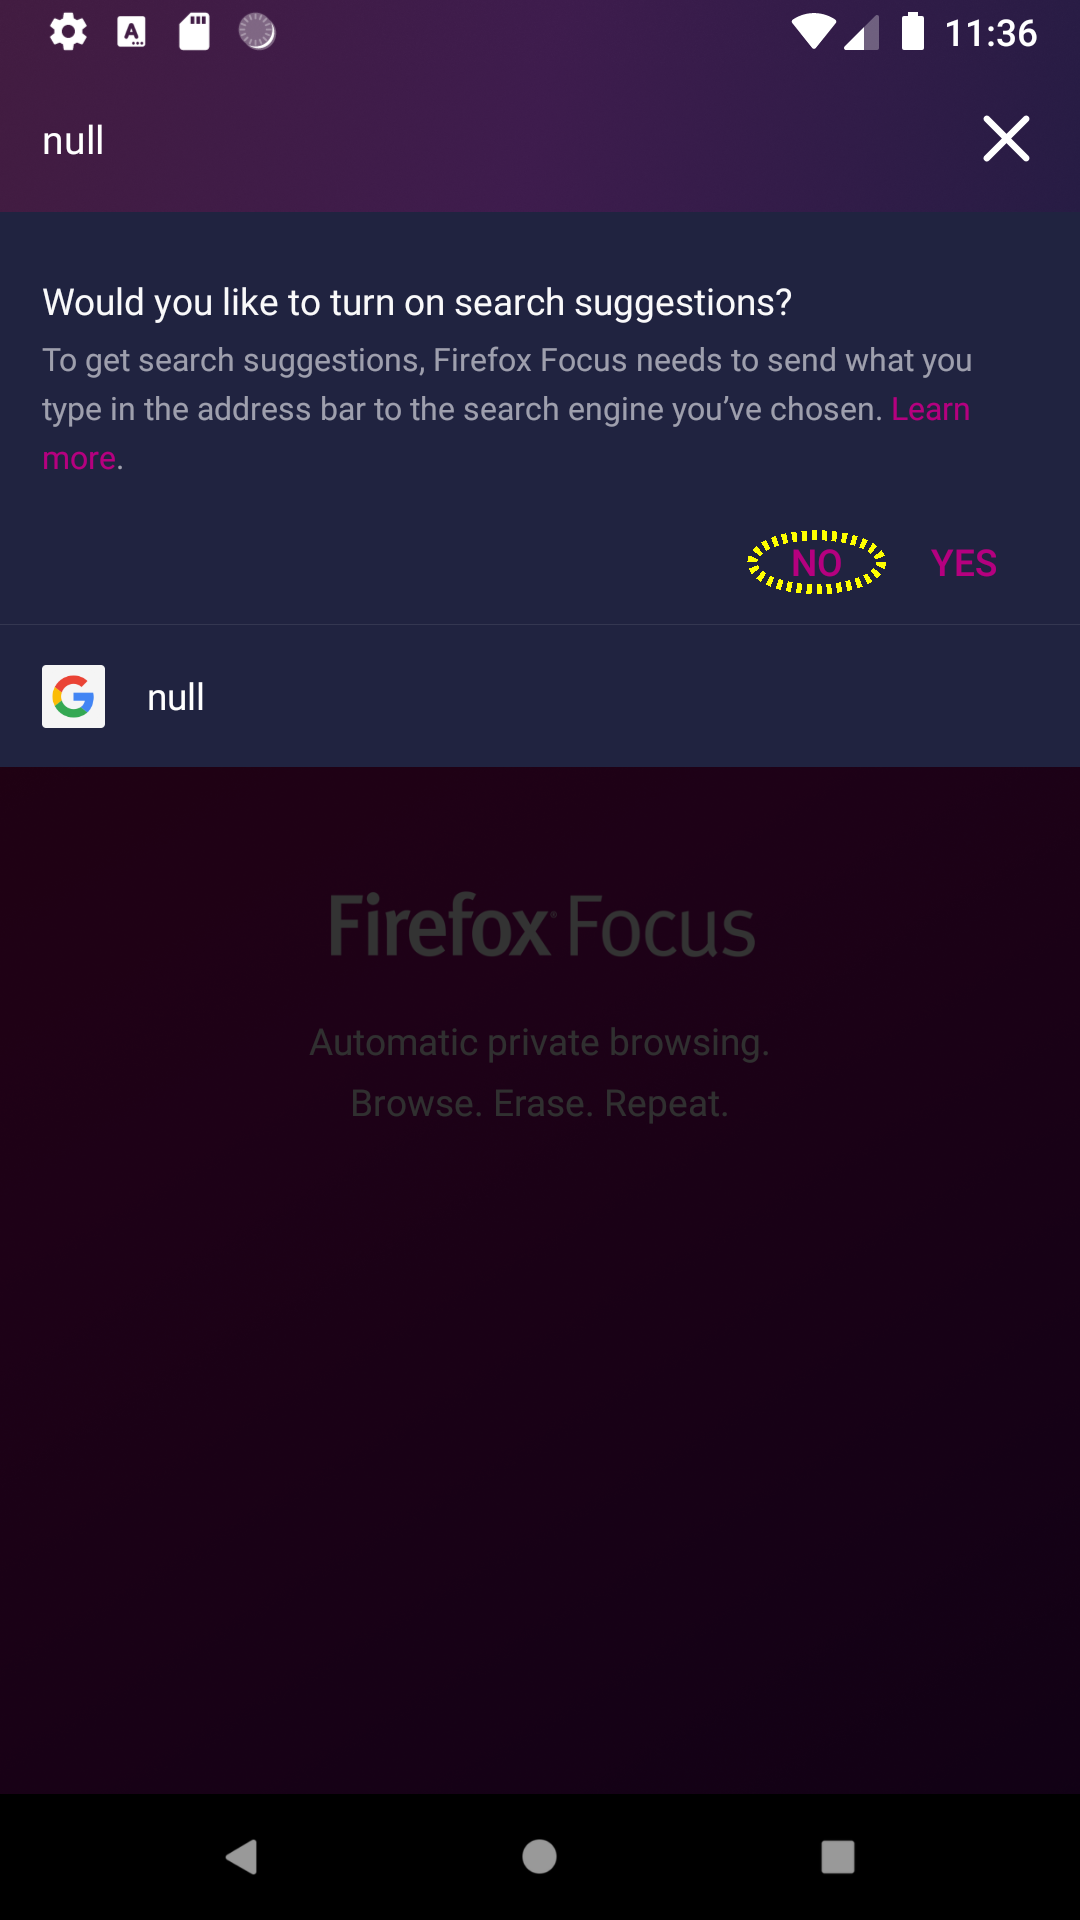 11:36
null
Would you like to turn on search suggestions?
To get search suggestions, Firefox Focus needs to send what you
type in the address bar to the search engine you’ve chosen. Learn
more.
NO YES
null
Firefox Focus
Automatic private browsing.
Browse. Erase. Repeat.